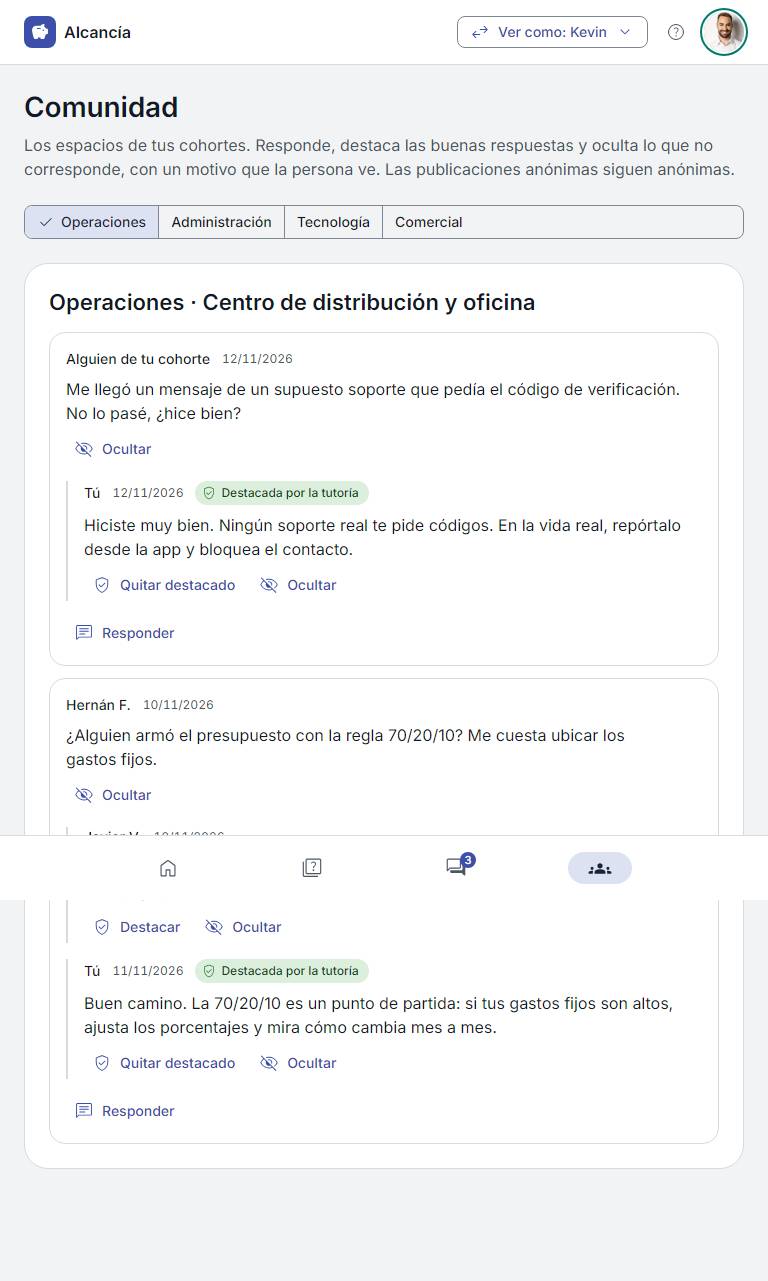 Alcancía
Ver como: Kevin
Comunidad
Los espacios de tus cohortes. Responde, destaca las buenas respuestas y oculta lo que no
corresponde, con un motivo que la persona ve. Las publicaciones anónimas siguen anónimas.
Operaciones
Administración
Tecnología
Comercial
Operaciones · Centro de distribución y oficina
Alguien de tu cohorte 12/11/2026
Me llegó un mensaje de un supuesto soporte que pedía el código de verificación.
No lo pasé, ¿hice bien?
Ocultar
Tú 12/11/2026 Destacada por la tutoría
Hiciste muy bien. Ningún soporte real te pide códigos. En la vida real, repórtalo
desde la app y bloquea el contacto.
Quitar destacado Ocultar
Responder
Hernán F. 10/11/2026
¿Alguien armó el presupuesto con la regla 70/20/10? Me cuesta ubicar los
gastos fijos.
Ocultar
3
Destacar Ocultar
Tú 11/11/2026 Destacada por la tutoría
Buen camino. La 70/20/10 es un punto de partida: si tus gastos fijos son altos,
ajusta los porcentajes y mira cómo cambia mes a mes.
Quitar destacado Ocultar
Responder